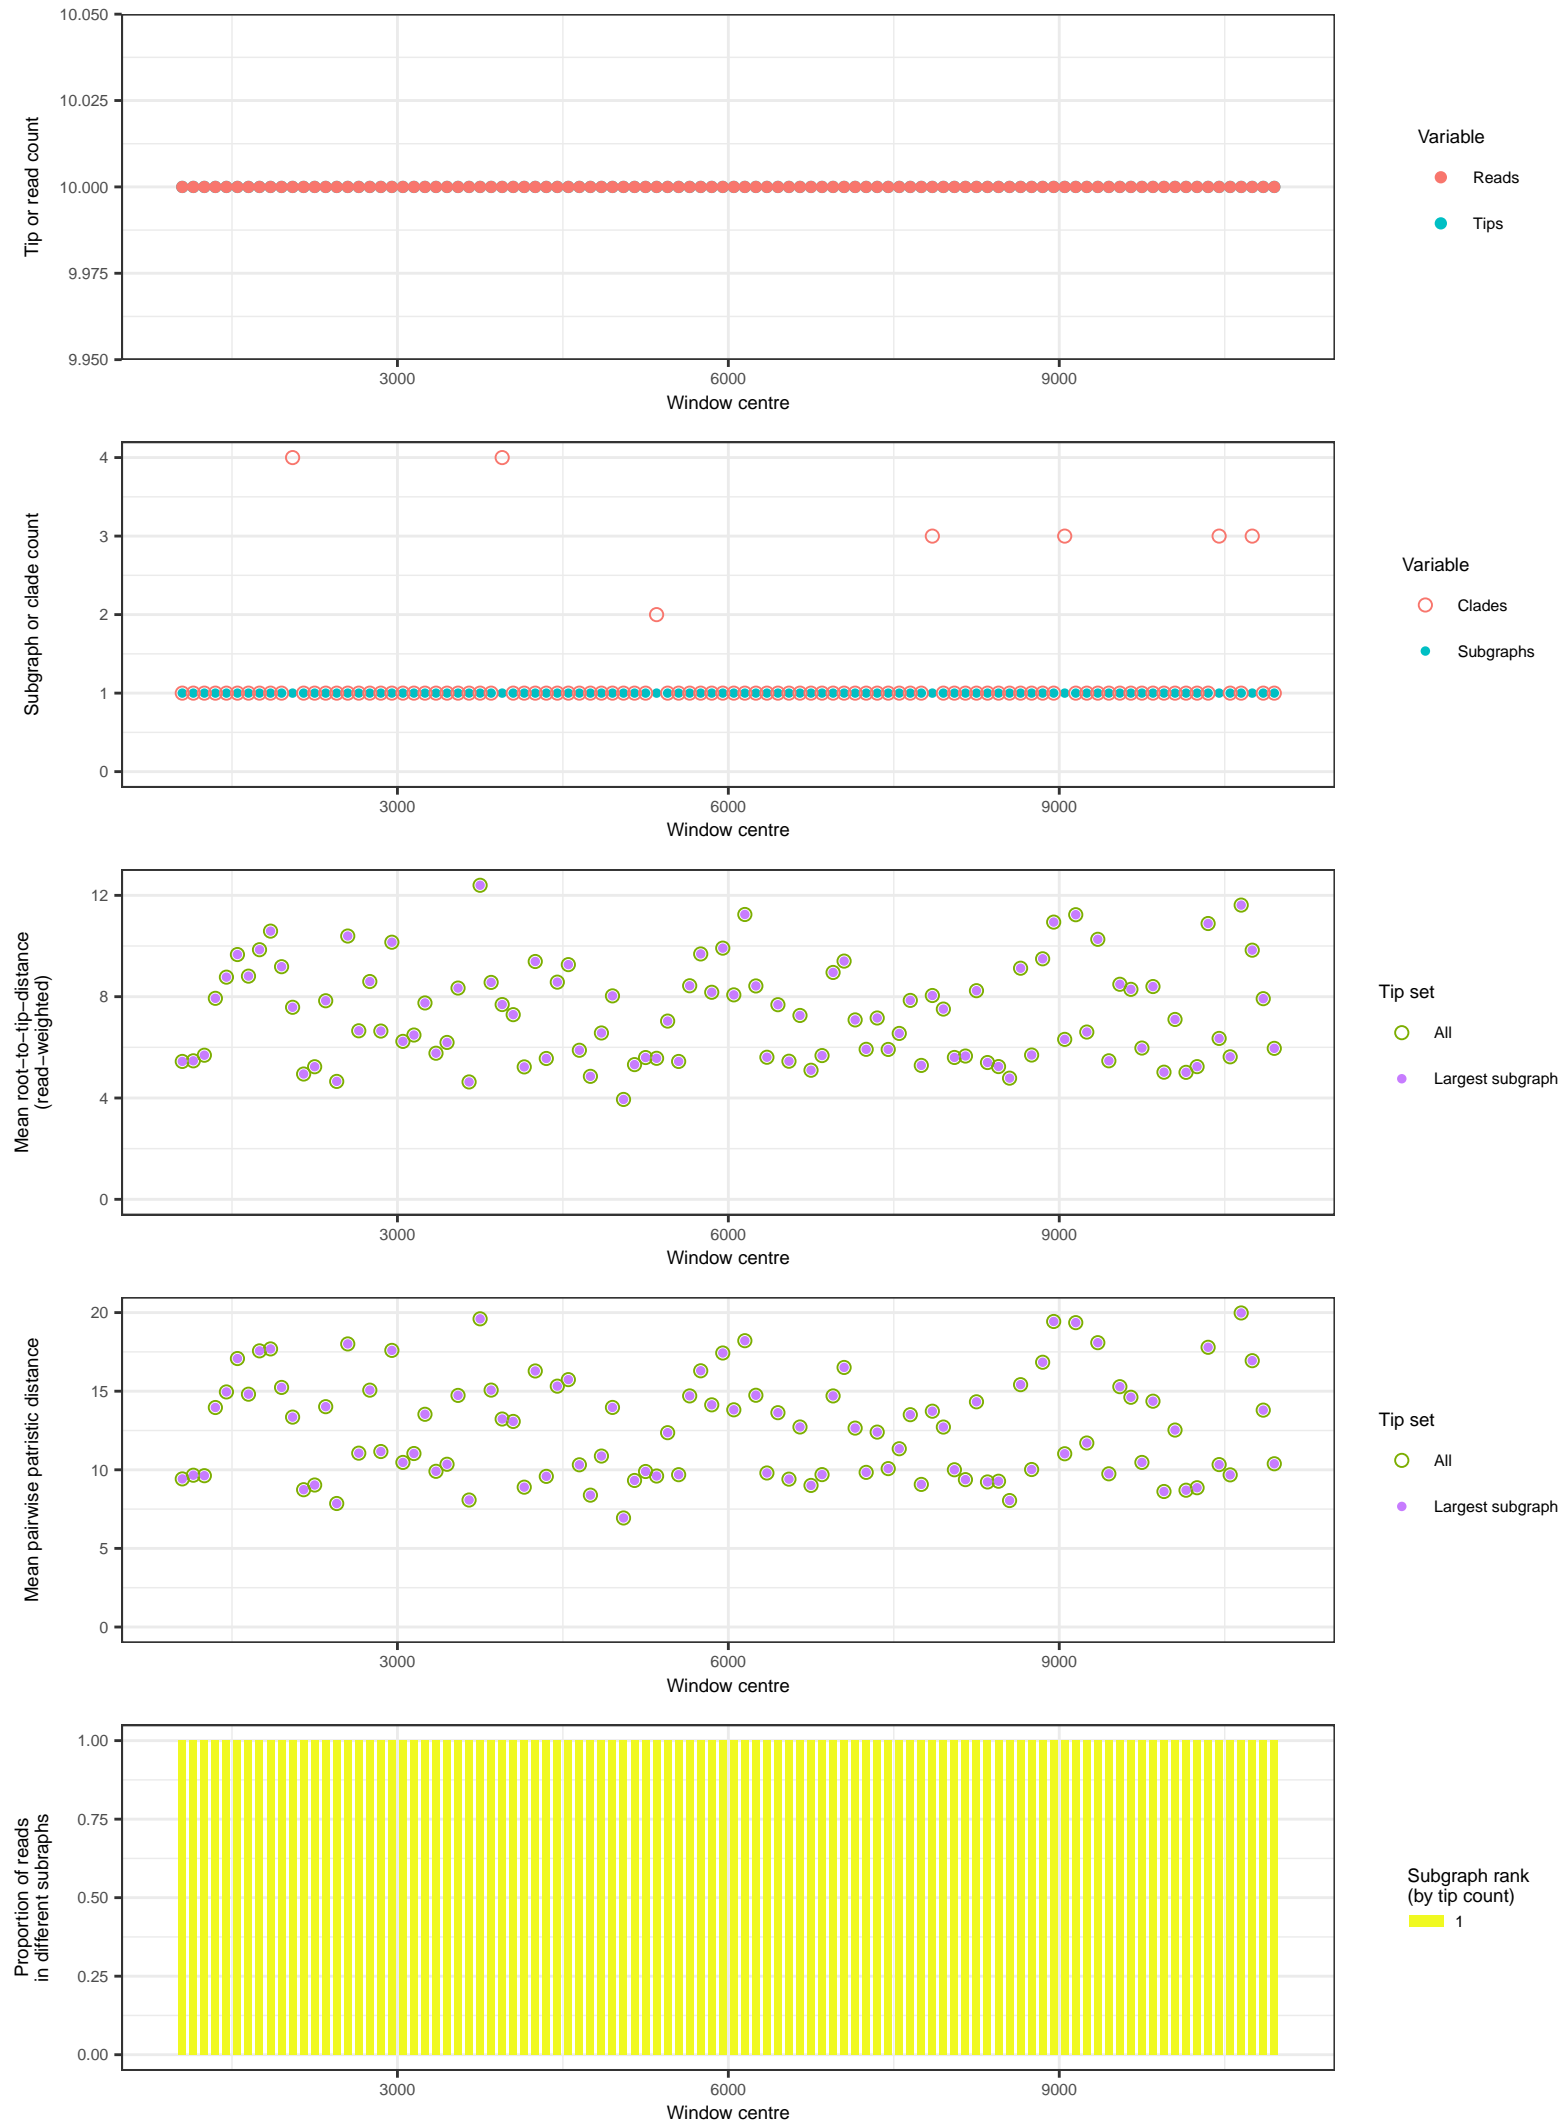 10.050
10.025
10.000
9.975
9.950
Tip or read count
3000
6000
9000
Window centre
Variable
Reads
Tips
4
3
2
1
0
Subgraph or clade count
3000
6000
9000
Window centre
Variable
Clades
Subgraphs
12
8
4
0
Mean root−to−tip−distance
(read−weighted)
3000
6000
9000
Window centre
Tip set
All
Largest subgraph
20
15
10
5
0
Mean pairwise patristic distance
3000
6000
9000
Window centre
Tip set
All
Largest subgraph
1.00
0.75
0.50
0.25
0.00
Proportion of reads
in different subraphs
3000
6000
9000
Window centre
Subgraph rank
(by tip count)
1